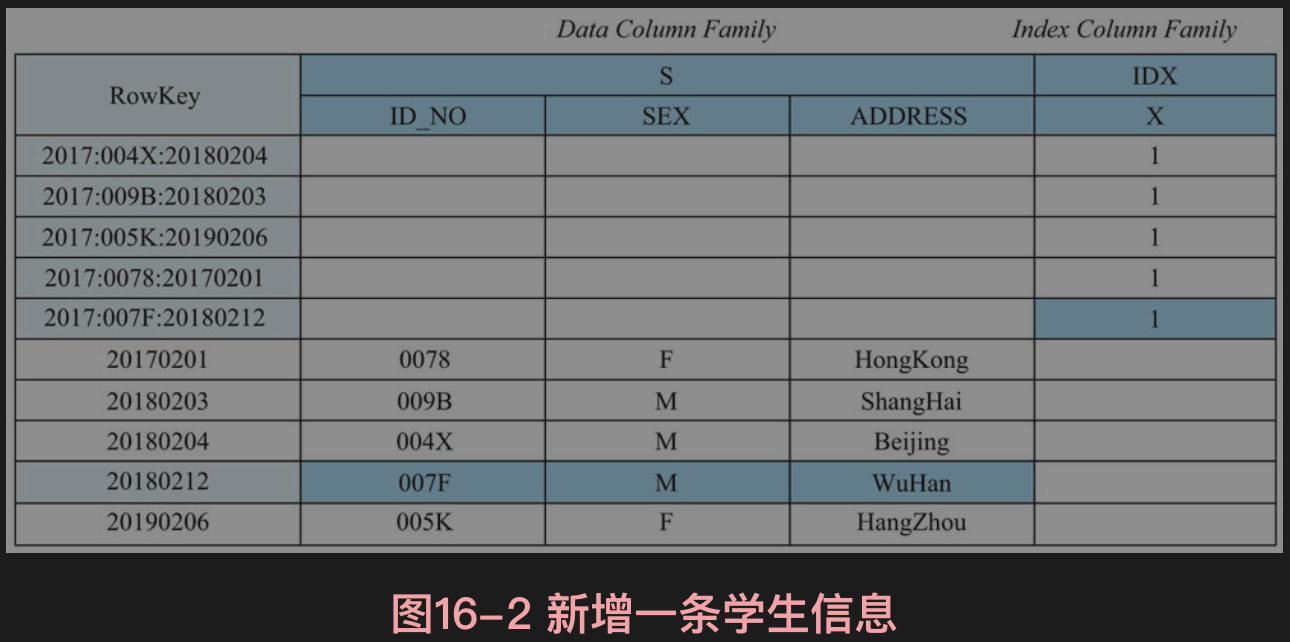 Data Column Family Index Column Family
RowKey S IDX
ID_NO SEX ADDRESS X
2017:004X:20180204 1
2017:009B:20180203 1
2017:005K:20190206 1
2017:0078:20170201 1
2017:007F:20180212 1
20170201 0078 F HongKong
20180203 009B M ShangHai
20180204 004X M Beijing
20180212 007F M WuHan
20190206 005K F HangZhou
图16-2 新增一条学生信息